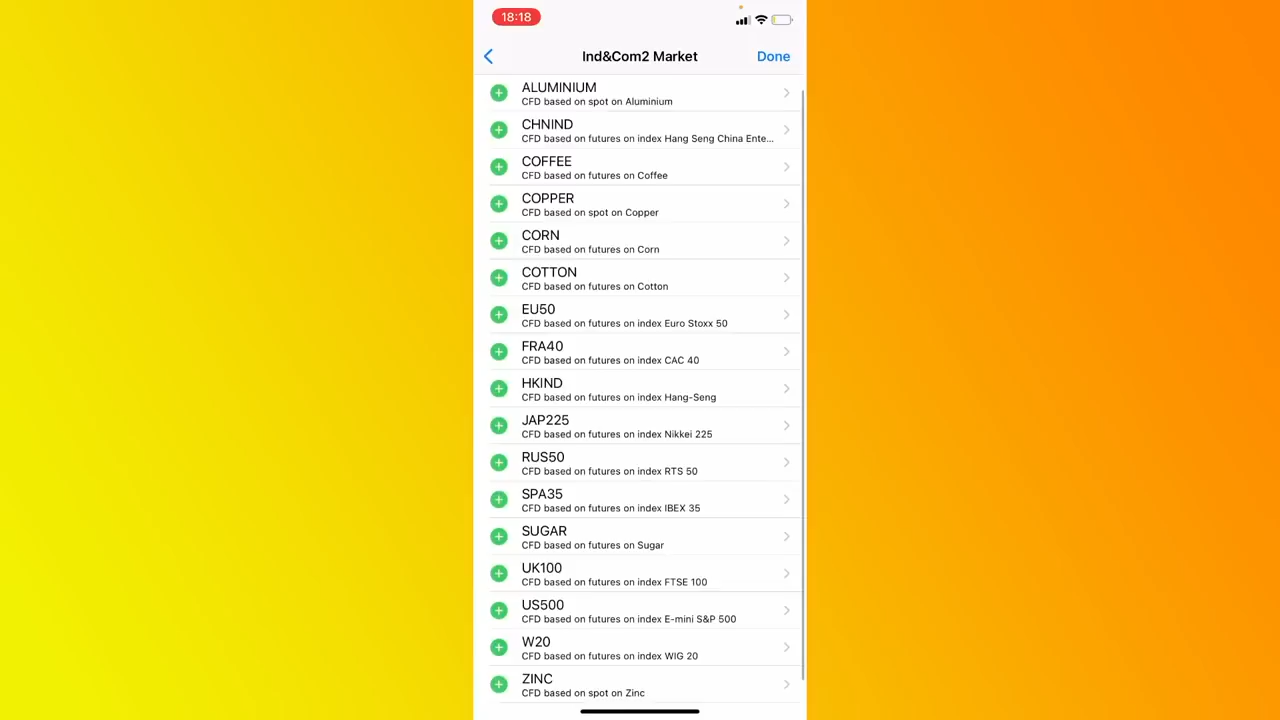 18:18
Ind&Com2 Market
Done
ALUMINIUM
CFD based on spot on Aluminium
CHNIND
CFD based on futures on index Hang Seng China Ente...
COFFEE
CFD based on futures on Coffee
COPPER
CFD based on spot on Copper
CORN
CFD based on futures on Corn
COTTON
CFD based on futures on Cotton
EU50
CFD based on futures on index Euro Stoxx 50
FRA40
CFD based on futures on index CAC 40
HKIND
CFD based on futures on index Hang-Seng
JAP225
CFD based on futures on index Nikkei 225
RUS50
CFD based on futures on index RTS 50
SPA35
CFD based on futures on index IBEX 35
SUGAR
CFD based on futures on Sugar
UK100
CFD based on futures on index FTSE 100
US500
CFD based on futures on index E-mini S&P 500
W20
CFD based on futures on index WIG 20
ZINC
CFD based on spot on Zinc